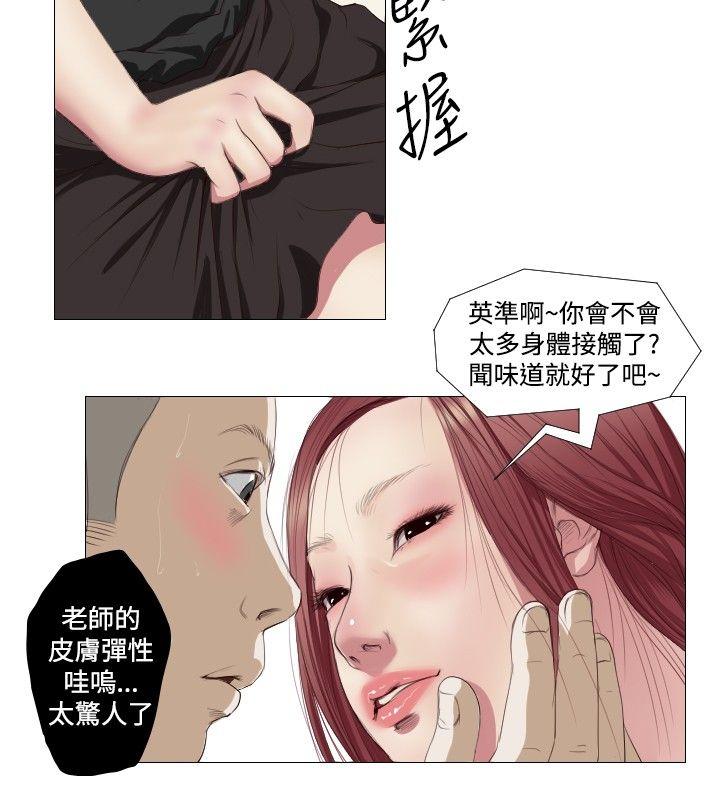 緊
握
英準啊~你會不會
太多身體接觸了?
聞味道就好了吧~
老師的
皮膚彈性
哇嗚...
太驚人了